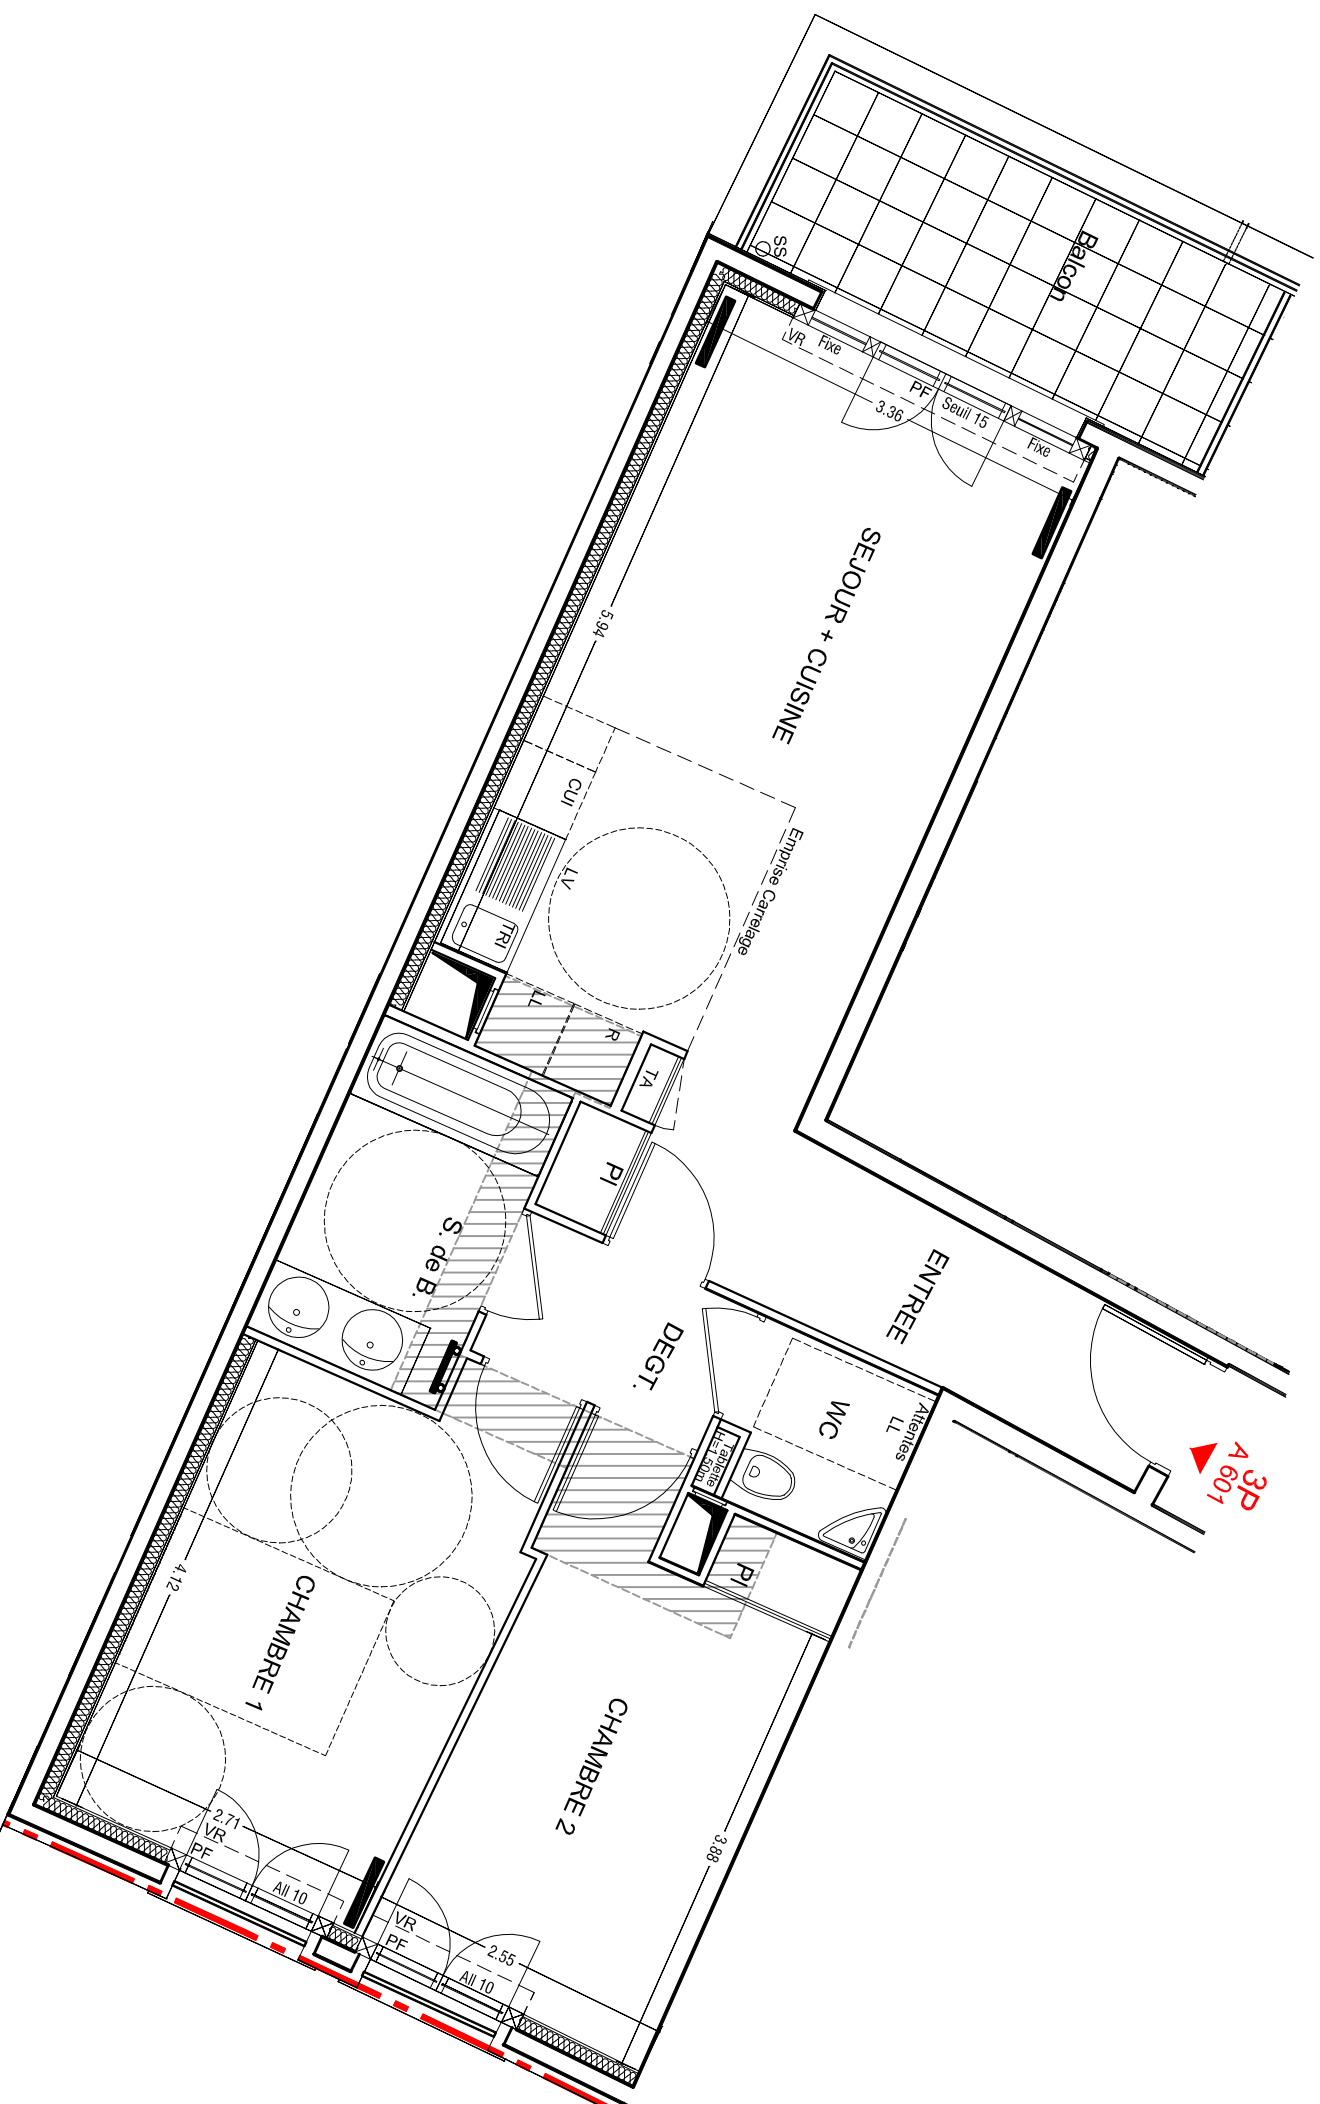 Balcon
SS
VR
Fixe
PF
Seuil 15
3.36
Fixe
SEJOUR + CUISINE
5.94
CUI
LV
TRI
Emprise Carrelage
LL
R
TA
PI
S. de B.
ENTREE
DEGT.
WC
Attentes
LL
Tablette
H=1.50m
3P
A 601
PI
4.12
CHAMBRE 1
CHAMBRE 2
3.88
2.71
VR
PF
All 10
VR
PF
2.55
All 10